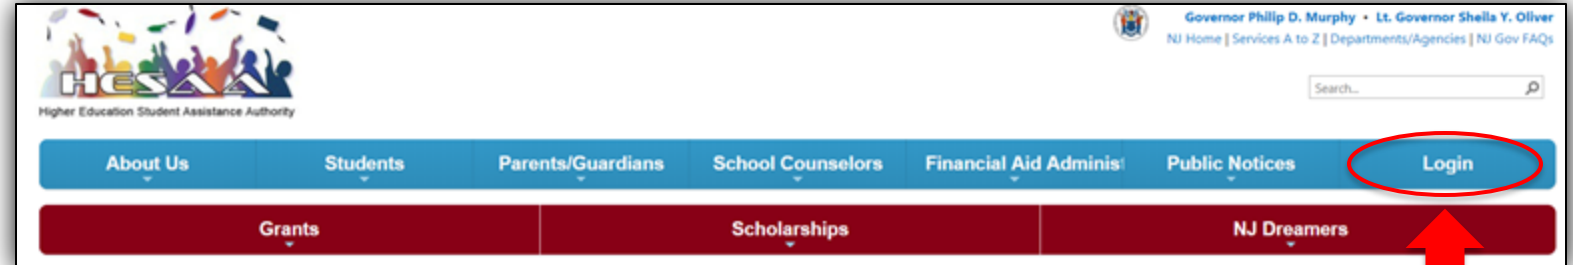 Governor Philip D. Murphy • Lt. Governor Sheila Y. Oliver
NJ Home | Services A to Z | Departments/Agencies | NJ Gov FAQs
HESAA
Higher Education Student Assistance Authority
Search...
About Us Students Parents/Guardians School Counselors Financial Aid Adminis Public Notices Login
Grants Scholarships NJ Dreamers